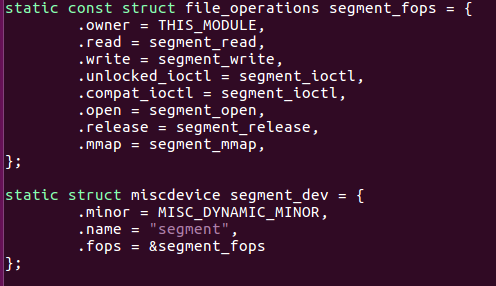 static const struct file_operations segment_fops = {
        .owner = THIS_MODULE,
        .read = segment_read,
        .write = segment_write,
        .unlocked_ioctl = segment_ioctl,
        .compat_ioctl = segment_ioctl,
        .open = segment_open,
        .release = segment_release,
        .mmap = segment_mmap,
};

static struct miscdevice segment_dev = {
        .minor = MISC_DYNAMIC_MINOR,
        .name = "segment",
        .fops = &segment_fops
};